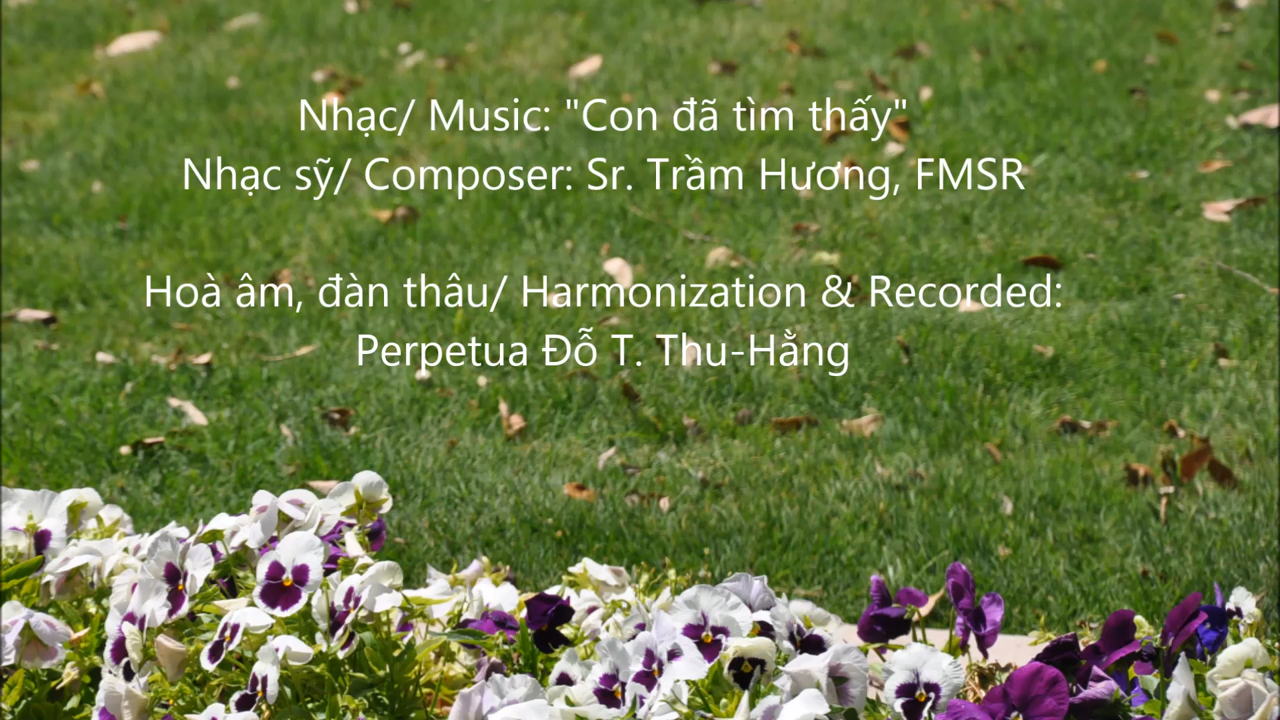 Nhạc/ Music: "Con đã tìm thấy"
Nhạc sỹ/ Composer: Sr. Trầm Hương, FMSR
Hoà âm, đàn thâu/ Harmonization & Recorded:
Perpetua Đỗ T. Thu-Hằng